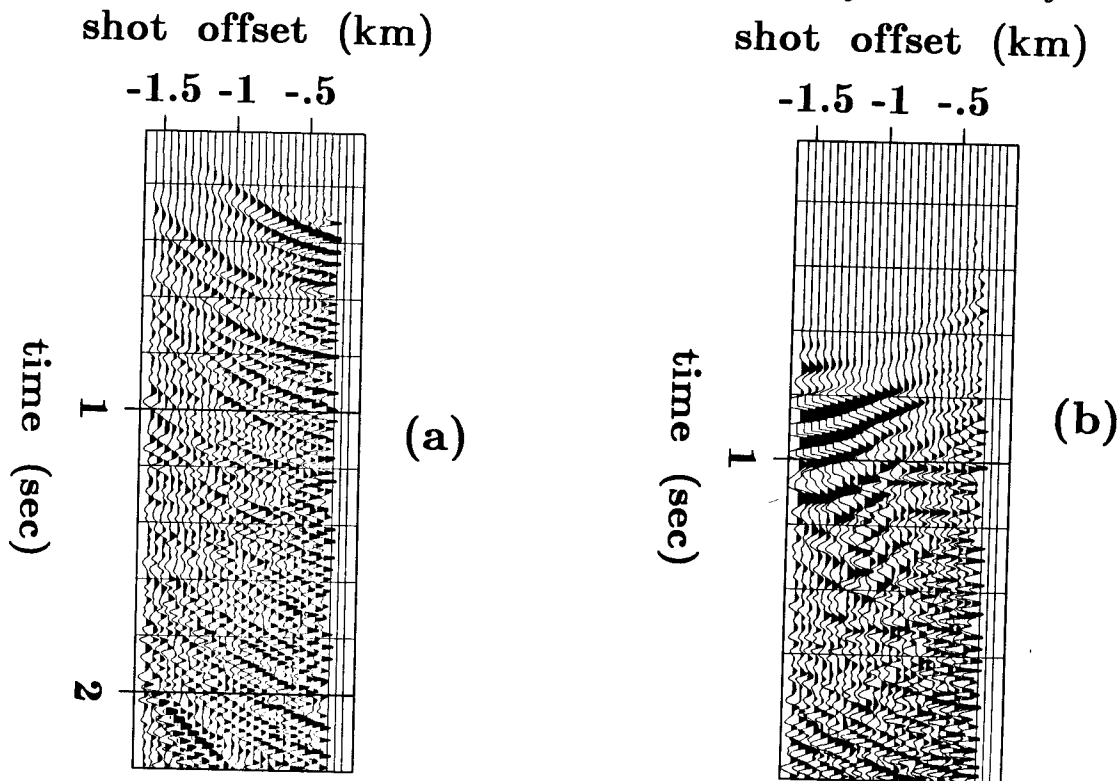 shot offset (km)
-1.5 -1 -.5
time (sec)
1
2
(a)
shot offset (km)
-1.5 -1 -.5
time (sec)
1
(b)